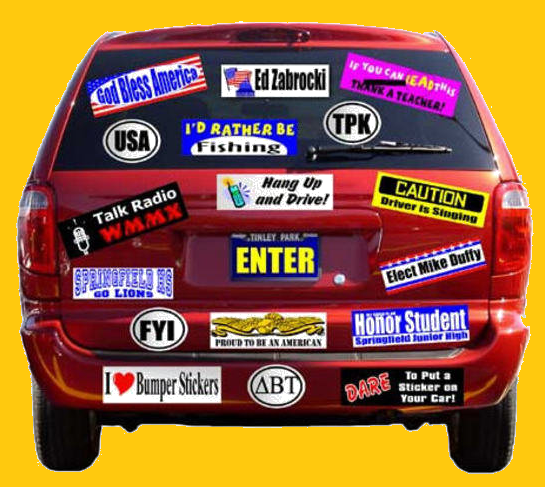 God Bless America
Ed Zabrocki
IF YOU CAN READ THIS
THANK A TEACHER!
USA
I'D RATHER BE
Fishing
TPK
Hang Up
and Drive!
CAUTION
Driver is Singing
Talk Radio
WMMX
TINLEY PARK
ENTER
Elect Mike Duffy
SPRINGFIELD HS
GO LIONS
FYI
PROUD TO BE AN AMERICAN
Honor Student
Springfield Junior High
I ❤ Bumper Stickers
ΔΒΤ
DARE
To Put a
Sticker on
Your Car!